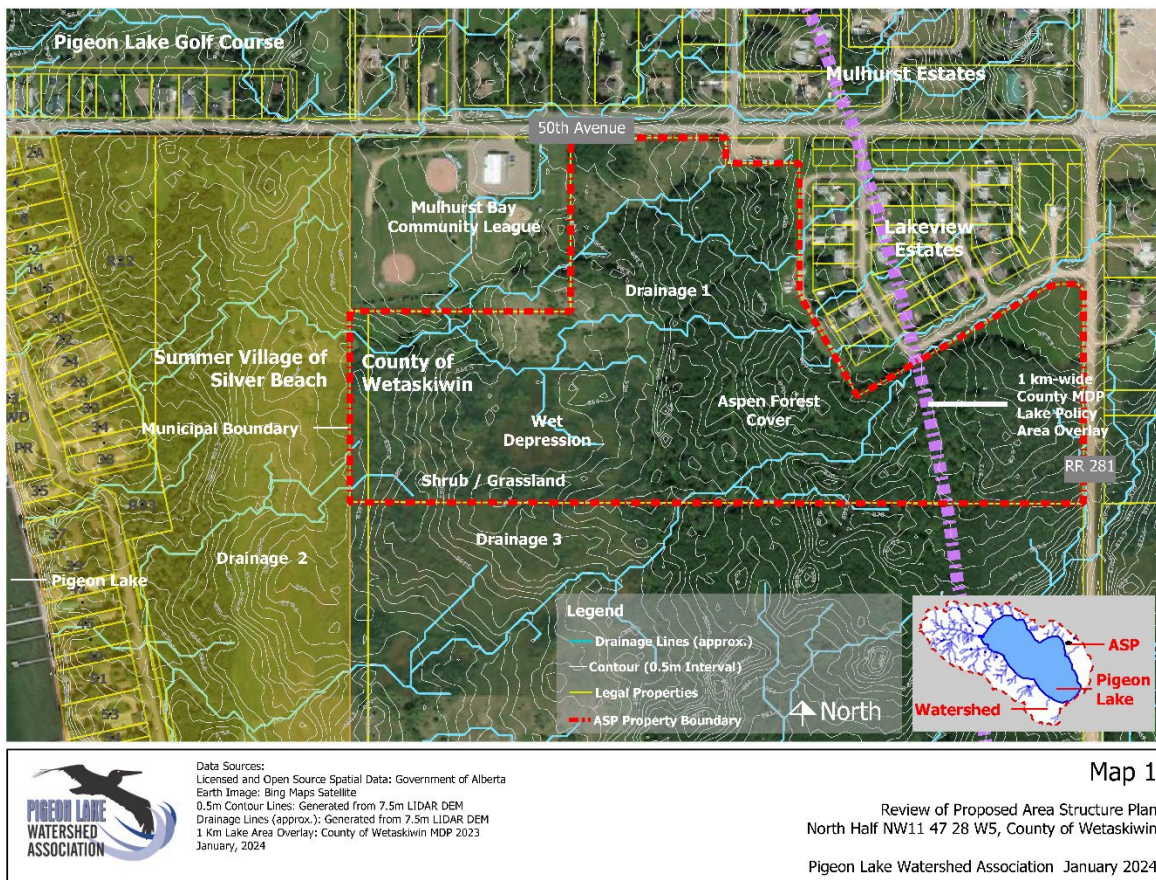 Pigeon Lake Golf Course
Mulhurst Estates
50th Avenue
Mulhurst Bay
Community League
Lakeview
Estates
Drainage 1
Summer Village of
Silver Beach
County of
Wetaskiwin
Municipal Boundary
Wet
Depression
Aspen Forest
Cover
1 km-wide
County MDP
Lake Policy
Area Overlay
RR 281
Shrub / Grassland
Drainage 2
Drainage 3
Pigeon Lake
Legend
Drainage Lines (approx.)
Contour (0.5m Interval)
Legal Properties
ASP Property Boundary
North
ASP
Pigeon
Lake
Watershed
PIGEON LAKE
WATERSHED
ASSOCIATION
Data Sources:
Licensed and Open Source Spatial Data: Government of Alberta
Earth Image: Bing Maps Satellite
0.5m Contour Lines: Generated from 7.5m LIDAR DEM
Drainage Lines (approx.): Generated from 7.5m LIDAR DEM
1 Km Lake Area Overlay: County of Wetaskiwin MDP 2023
January, 2024
Map 1
Review of Proposed Area Structure Plan
North Half NW11 47 28 W5, County of Wetaskiwin
Pigeon Lake Watershed Association January 2024